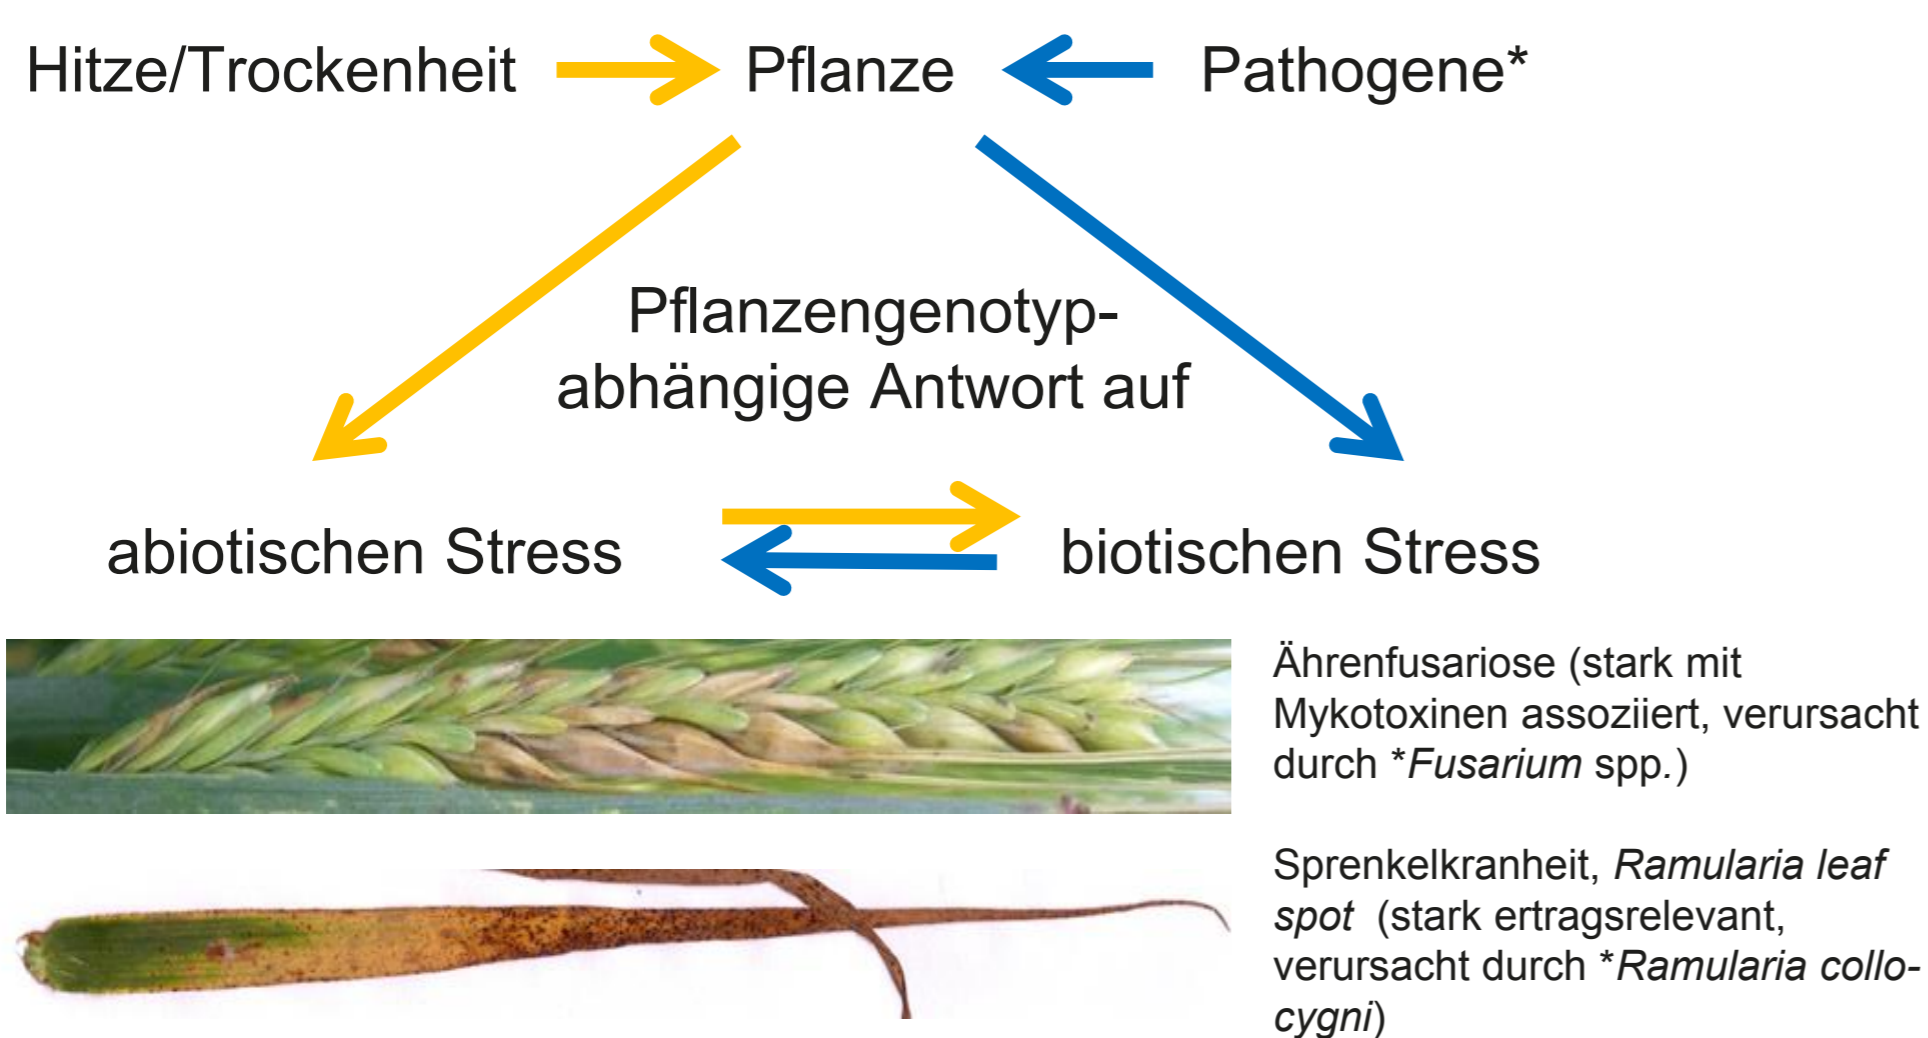 Hitze/Trockenheit Pflanze Pathogene*
Pflanzengenotyp-
abhängige Antwort auf
abiotischen Stress biotischen Stress
Ährenfusariose (stark mit
Mykotoxinen assoziiert, verursacht
durch *Fusarium spp.)
Sprenkelkranheit, Ramularia leaf
spot (stark ertragsrelevant,
verursacht durch *Ramularia collo-
cygni)